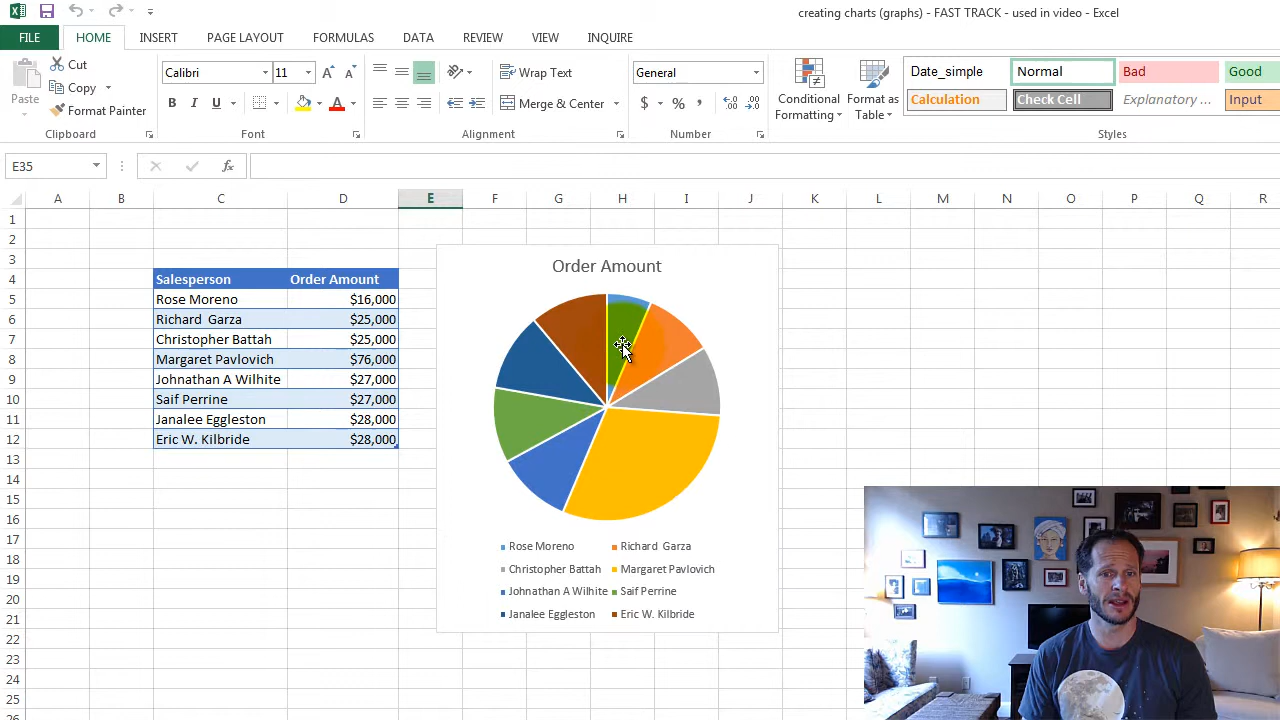 creating charts (graphs) - FAST TRACK - used in video - Excel
FILE HOME INSERT PAGE LAYOUT FORMULAS DATA REVIEW VIEW INQUIRE
Paste
Cut
Copy
Format Painter
Clipboard
Calibri 11
B I U
Font
Wrap Text
Merge & Center
Alignment
General
$ % ,
Number
Conditional Formatting
Format as Table
Date_simple Normal Bad Good
Calculation Check Cell Explanatory ... Input
Styles
E35 fx
A B C D E F G H I J K L M N O P Q R
1
2
3
4 Salesperson Order Amount
5 Rose Moreno $16,000
6 Richard Garza $25,000
7 Christopher Battah $25,000
8 Margaret Pavlovich $76,000
9 Johnathan A Wilhite $27,000
10 Saif Perrine $27,000
11 Janalee Eggleston $28,000
12 Eric W. Kilbride $28,000
13
14
15
16
17
18
19
20
21
22
23
24
25
Order Amount
Rose Moreno Richard Garza
Christopher Battah Margaret Pavlovich
Johnathan A Wilhite Saif Perrine
Janalee Eggleston Eric W. Kilbride